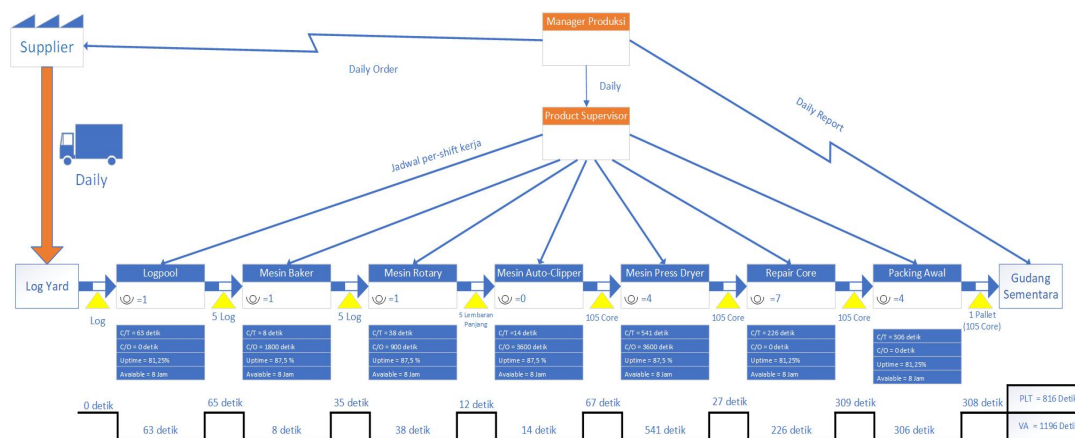 Manager Produksi
Supplier
Daily Order
Daily
Product Supervisor
Daily Report
Daily
Jadwal per-shift kerja
Log Yard
Logpool
Mesin Baker
Mesin Rotary
Mesin Auto-Clipper
Mesin Press Dryer
Repair Core
Packing Awal
Gudang
Sementara
=1
=1
=1
=0
=4
=7
=4
Log
5 Log
5 Log
5 Lembaran
Panjang
105 Core
105 Core
105 Core
1 Pallet
(105 Core)
C/T = 63 detik
C/O = 0 detik
Uptime = 81,25%
Avaiable = 8 Jam
C/T = 8 detik
C/O = 1800 detik
Uptime = 87,5 %
Avaiable = 8 Jam
C/T = 38 detik
C/O = 900 detik
Uptime = 87,5 %
Avaiable = 8 Jam
C/T =14 detik
C/O = 3600 detik
Uptime = 87,5 %
Avaiable = 8 Jam
C/T = 541 detik
C/O = 3600 detik
Uptime = 87,5 %
Avaiable = 8 Jam
C/T = 226 detik
C/O = 0 detik
Uptime = 81,25%
Avaiable = 8 Jam
C/T = 306 detik
C/O = 0 detik
Uptime = 81,25%
Avaiable = 8 Jam
0 detik
65 detik
35 detik
12 detik
67 detik
27 detik
309 detik
308 detik
PLT = 816 Detik
63 detik
8 detik
38 detik
14 detik
541 detik
226 detik
306 detik
VA = 1196 Detik